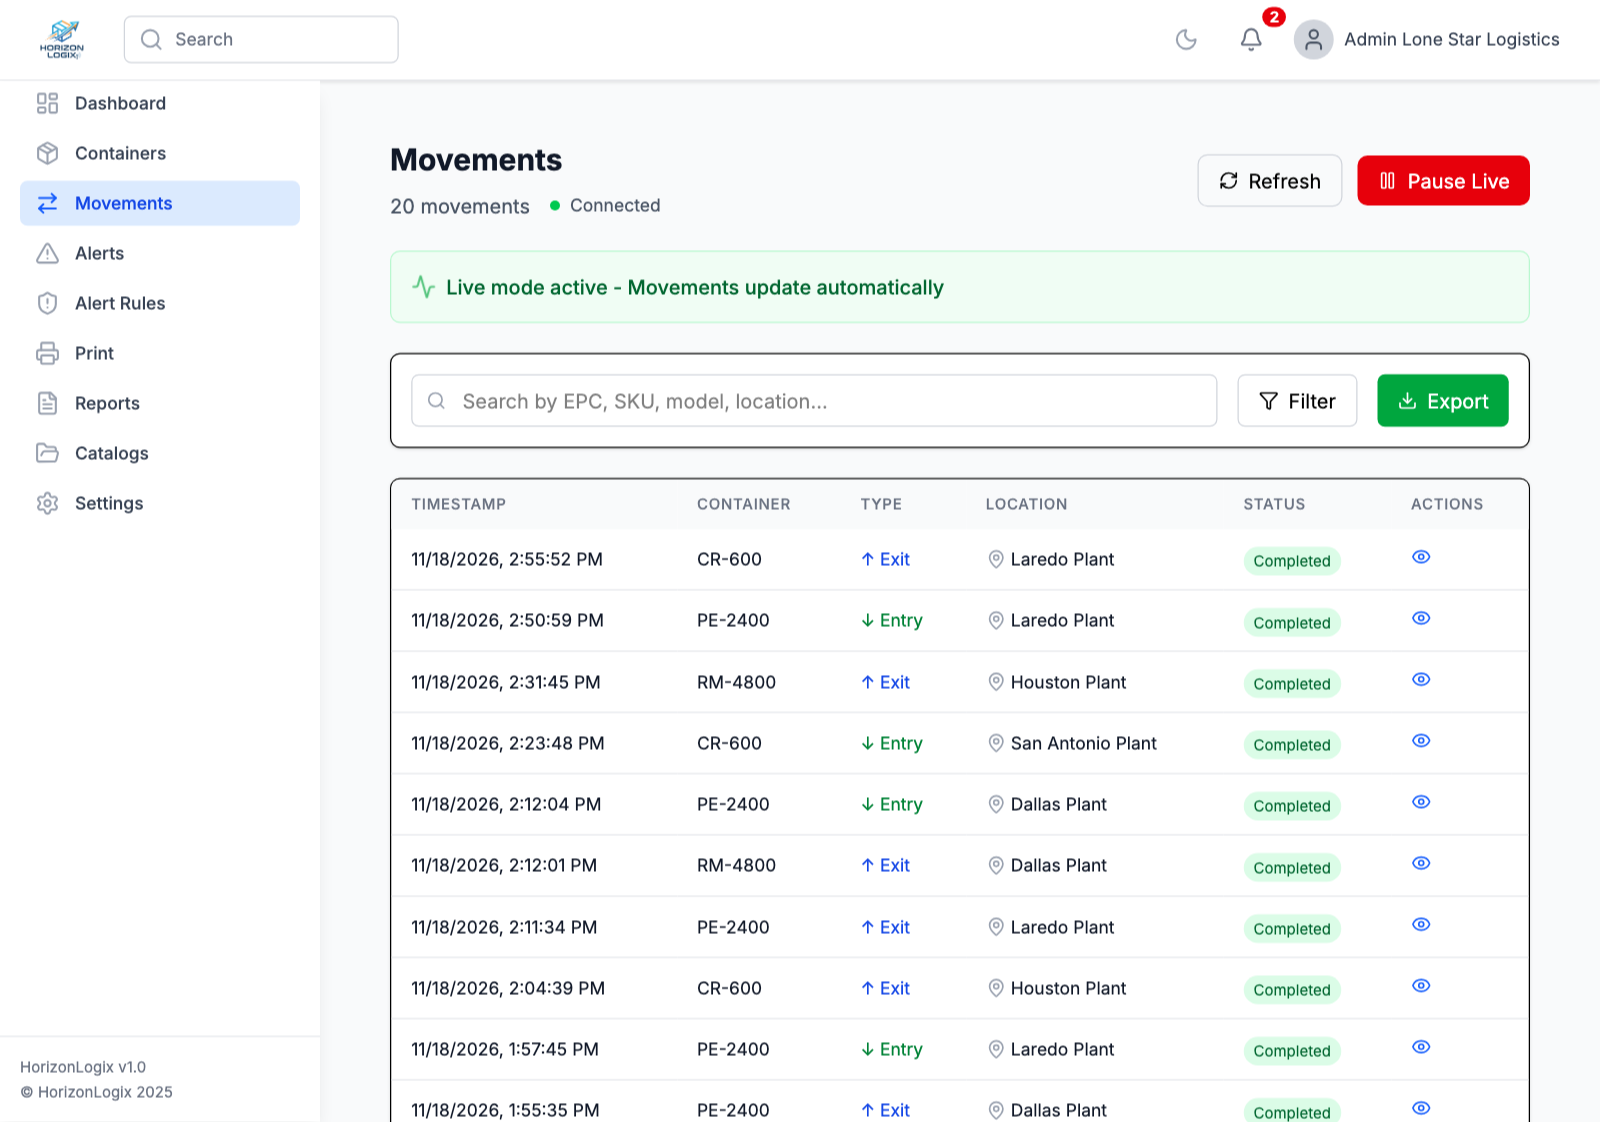 HORIZON
LOGIX
Search
2
Admin Lone Star Logistics
Dashboard
Containers
Movements
Alerts
Alert Rules
Print
Reports
Catalogs
Settings
HorizonLogix v1.0
© HorizonLogix 2025
Movements
20 movements Connected
Refresh
Pause Live
Live mode active - Movements update automatically
Search by EPC, SKU, model, location...
Filter
Export
TIMESTAMP CONTAINER TYPE LOCATION STATUS ACTIONS
11/18/2026, 2:55:52 PM CR-600 ↑ Exit Laredo Plant Completed
11/18/2026, 2:50:59 PM PE-2400 ↓ Entry Laredo Plant Completed
11/18/2026, 2:31:45 PM RM-4800 ↑ Exit Houston Plant Completed
11/18/2026, 2:23:48 PM CR-600 ↓ Entry San Antonio Plant Completed
11/18/2026, 2:12:04 PM PE-2400 ↓ Entry Dallas Plant Completed
11/18/2026, 2:12:01 PM RM-4800 ↑ Exit Dallas Plant Completed
11/18/2026, 2:11:34 PM PE-2400 ↑ Exit Laredo Plant Completed
11/18/2026, 2:04:39 PM CR-600 ↑ Exit Houston Plant Completed
11/18/2026, 1:57:45 PM PE-2400 ↓ Entry Laredo Plant Completed
11/18/2026, 1:55:35 PM PE-2400 ↑ Exit Dallas Plant Completed